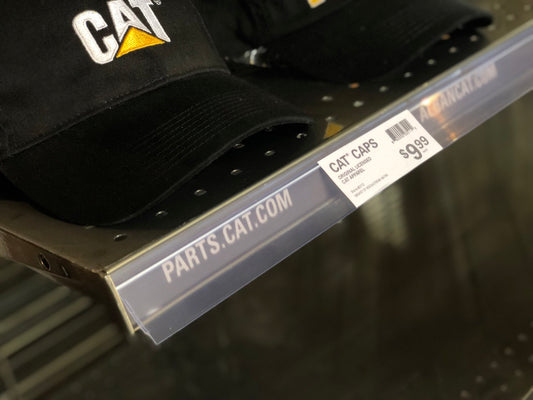 CAT
CAT® CAPS
ORIGINAL LICENSED
CAT APPAREL
$9.99
PARTS.CAT.COM